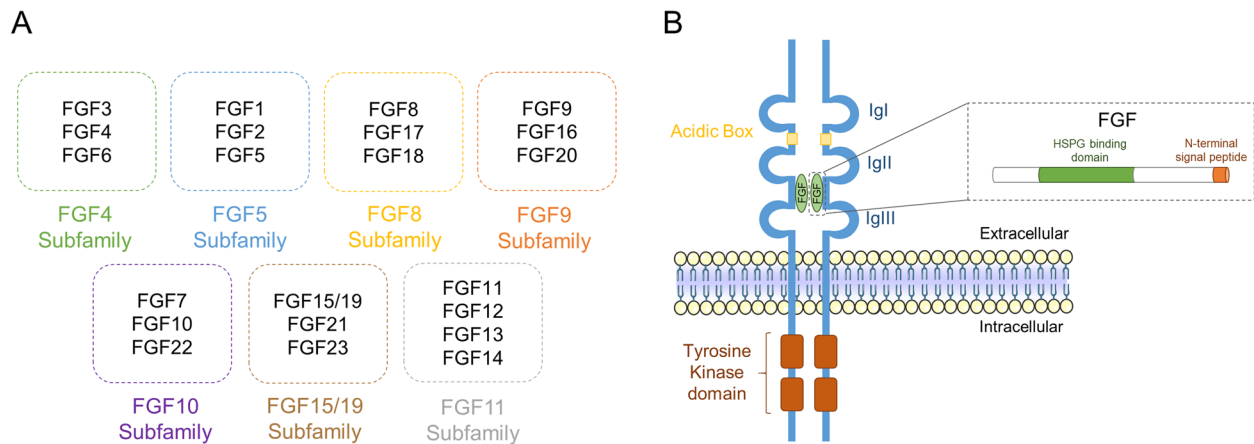 A
FGF3
FGF4
FGF6
FGF4
Subfamily
FGF1
FGF2
FGF5
FGF5
Subfamily
FGF8
FGF17
FGF18
FGF8
Subfamily
FGF9
FGF16
FGF20
FGF9
Subfamily
FGF7
FGF10
FGF22
FGF10
Subfamily
FGF15/19
FGF21
FGF23
FGF15/19
Subfamily
FGF11
FGF12
FGF13
FGF14
FGF11
Subfamily
B
IgI
Acidic Box
IgII
FGF
FGF
IgIII
FGF
HSPG binding
domain
N-terminal
signal peptide
Extracellular
Intracellular
Tyrosine
Kinase
domain